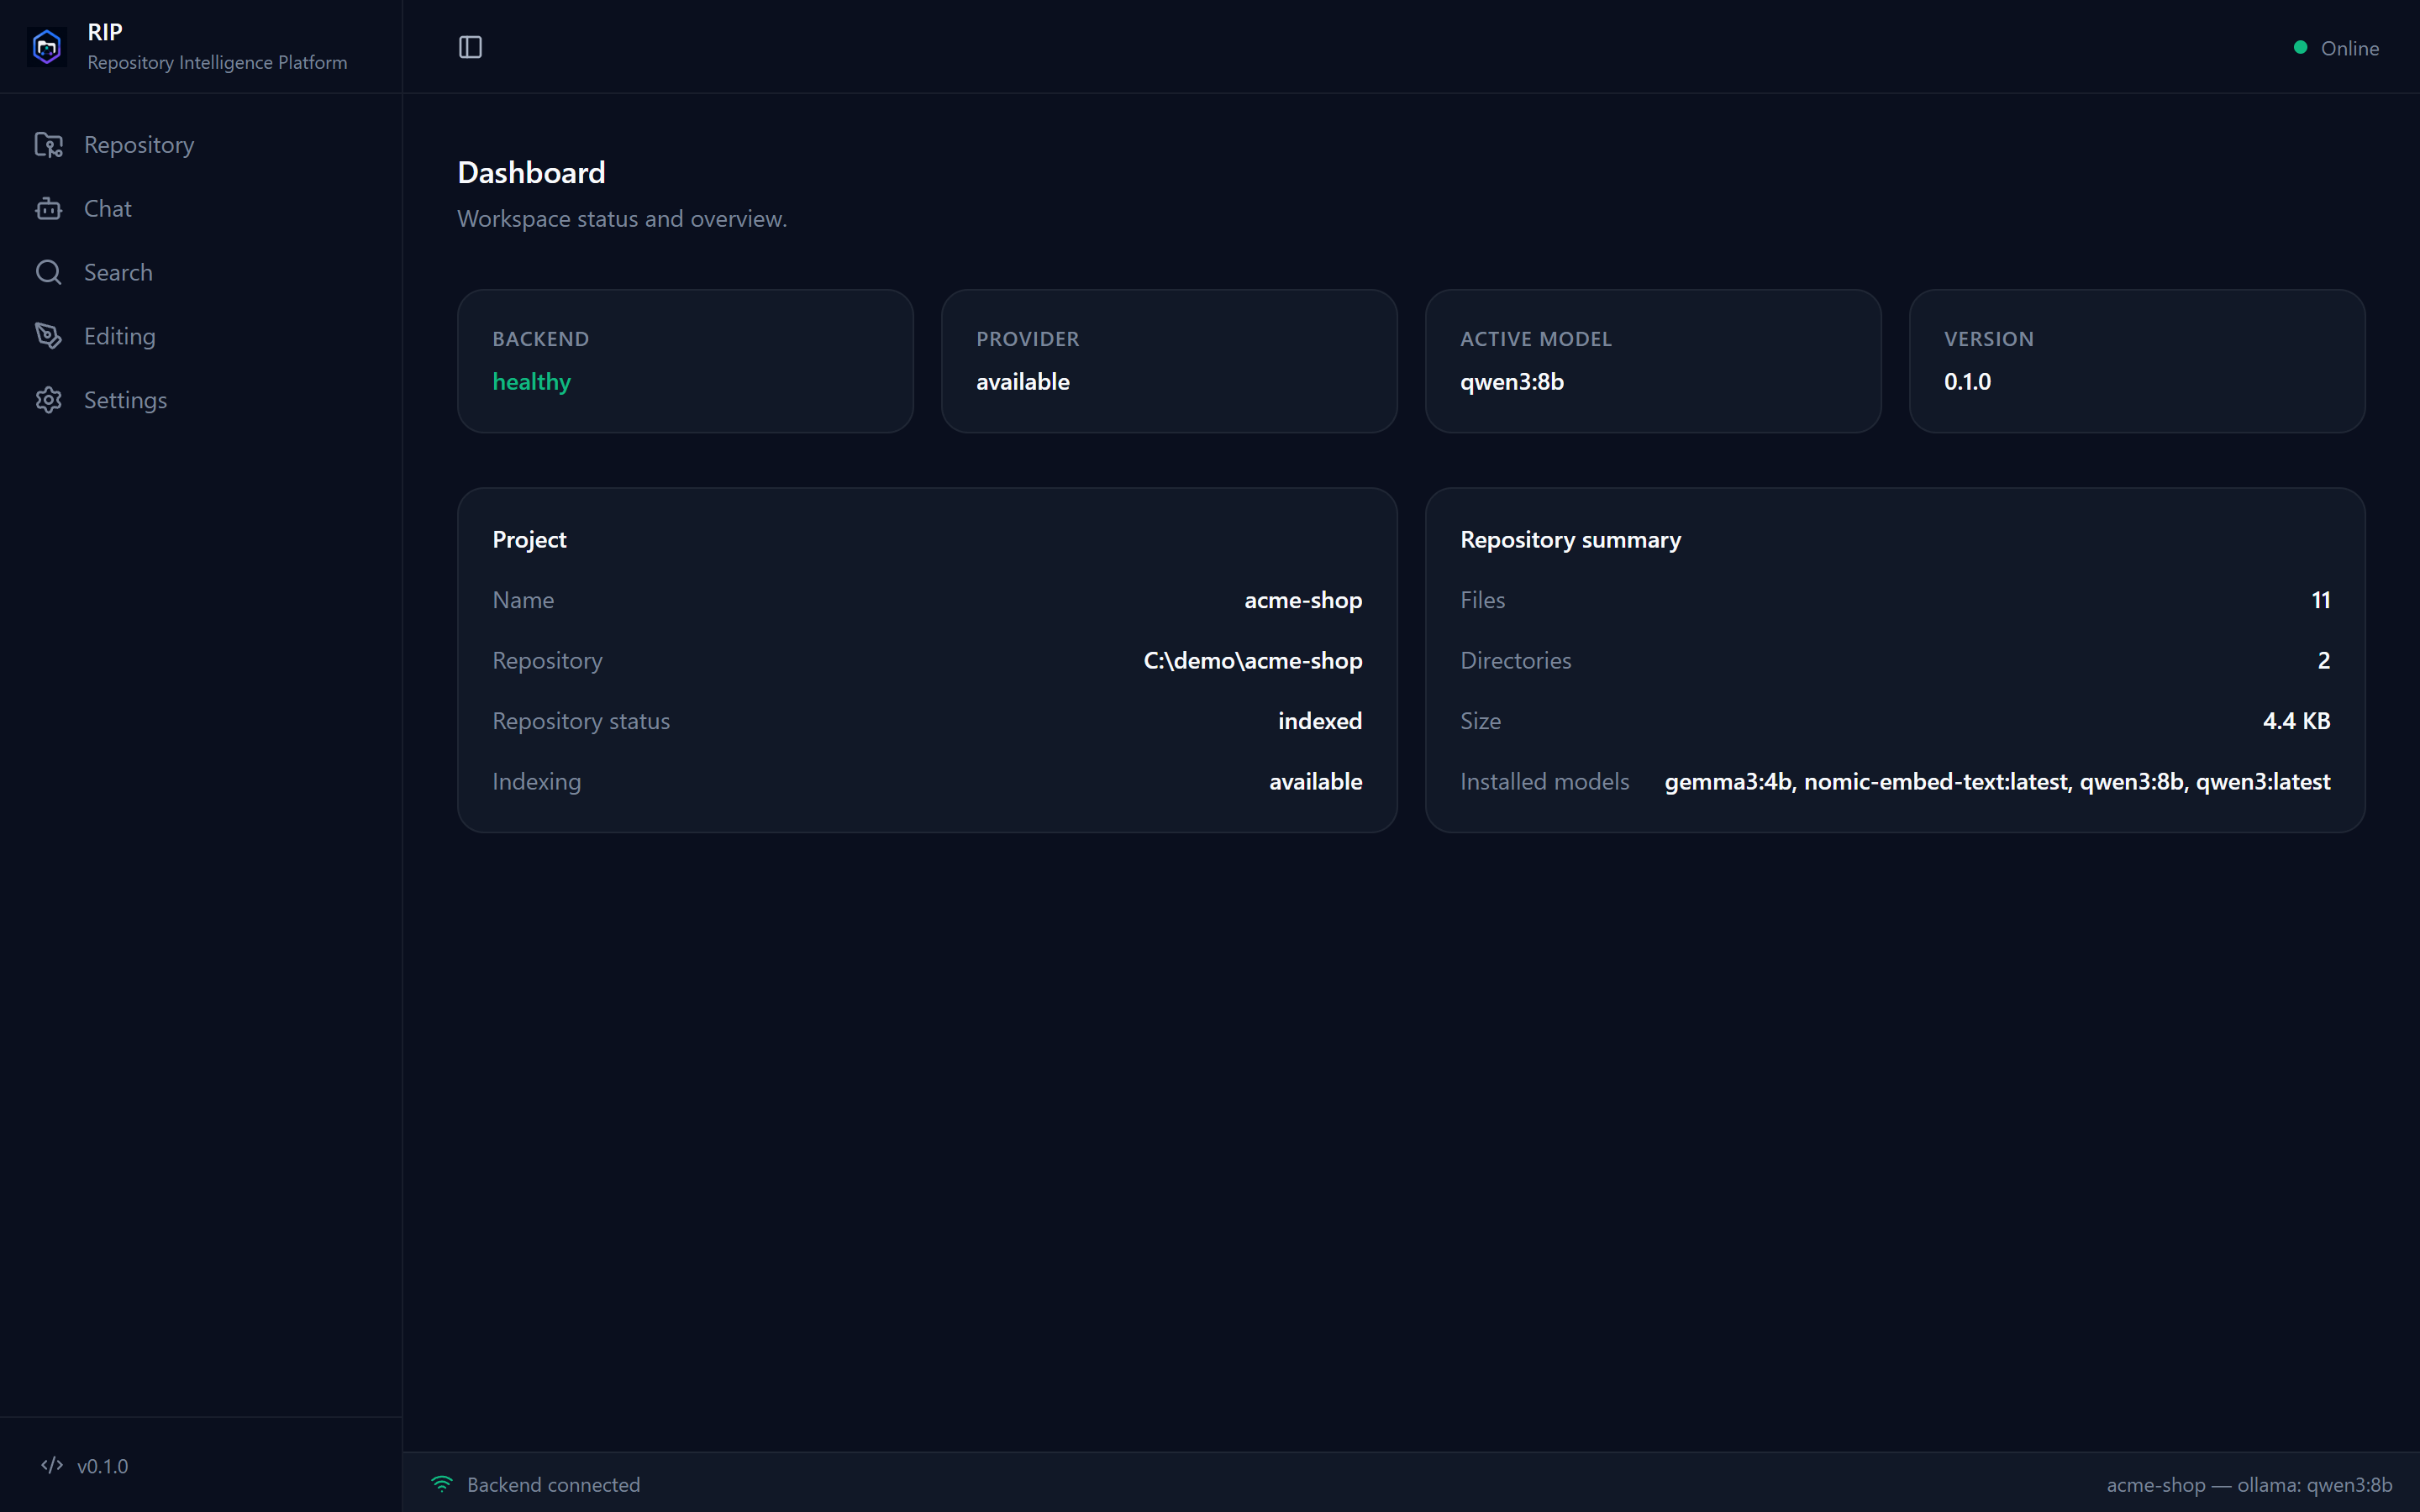 RIP
Repository Intelligence Platform
Online
Repository
Chat
Search
Editing
Settings
Dashboard
Workspace status and overview.
BACKEND
healthy
PROVIDER
available
ACTIVE MODEL
qwen3:8b
VERSION
0.1.0
Project
Name acme-shop
Repository C:\demo\acme-shop
Repository status indexed
Indexing available
Repository summary
Files 11
Directories 2
Size 4.4 KB
Installed models gemma3:4b, nomic-embed-text:latest, qwen3:8b, qwen3:latest
v0.1.0
Backend connected
acme-shop — ollama: qwen3:8b